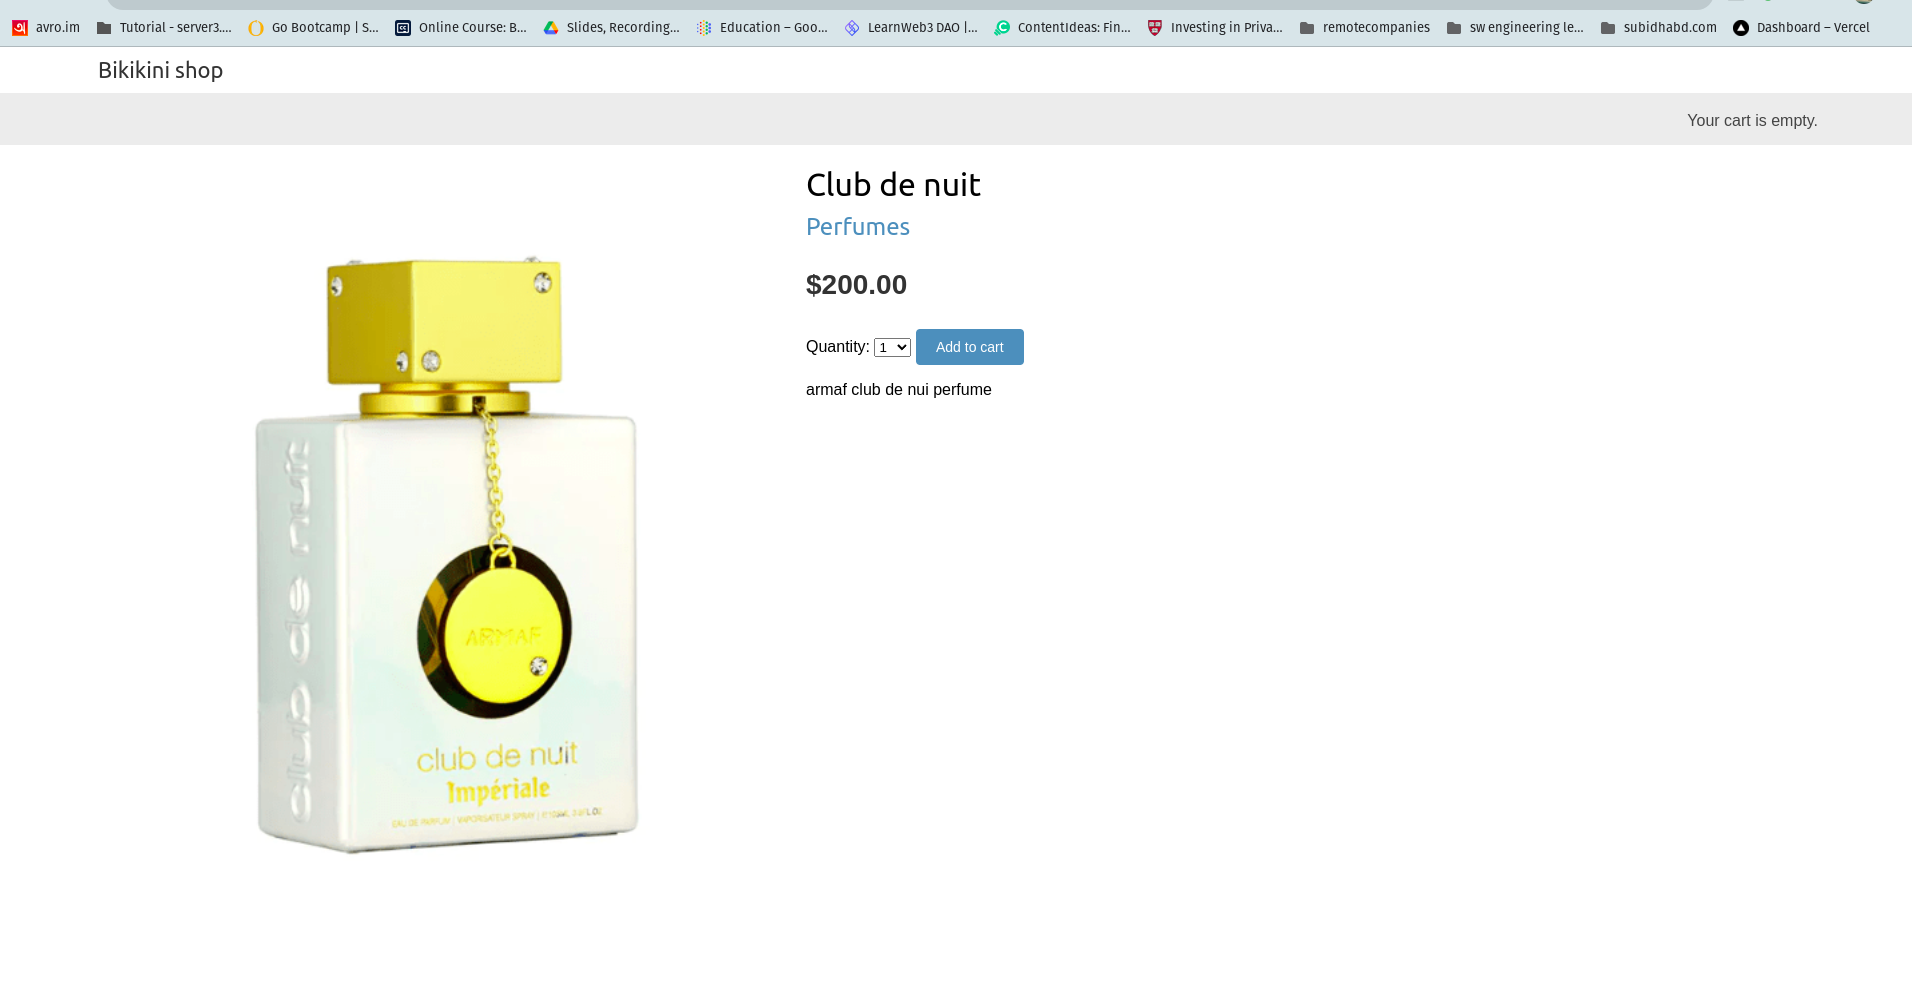 avro.im Tutorial - server3.... Go Bootcamp | S... Online Course: B... Slides, Recording... Education – Goo... LearnWeb3 DAO |... ContentIdeas: Fin... Investing in Priva... remotecompanies sw engineering le... subidhabd.com Dashboard – Vercel
Bikikini shop
Your cart is empty.
Club de nuit
Perfumes
$200.00
Quantity: 1 Add to cart
armaf club de nui perfume
club de nuit
ARMAF
club de nuit
Impériale
EAU DE PARFUM | VAPORISATEUR SPRAY |